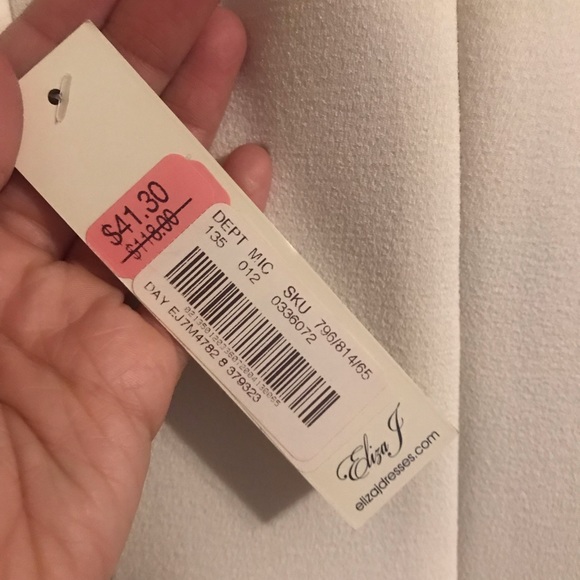 $41.30
$118.00
DEPT MIC SKU 796/814/65
135 012 0336072
DAY EJ7M4782 8 379323
Eliza J
elizajdresses.com